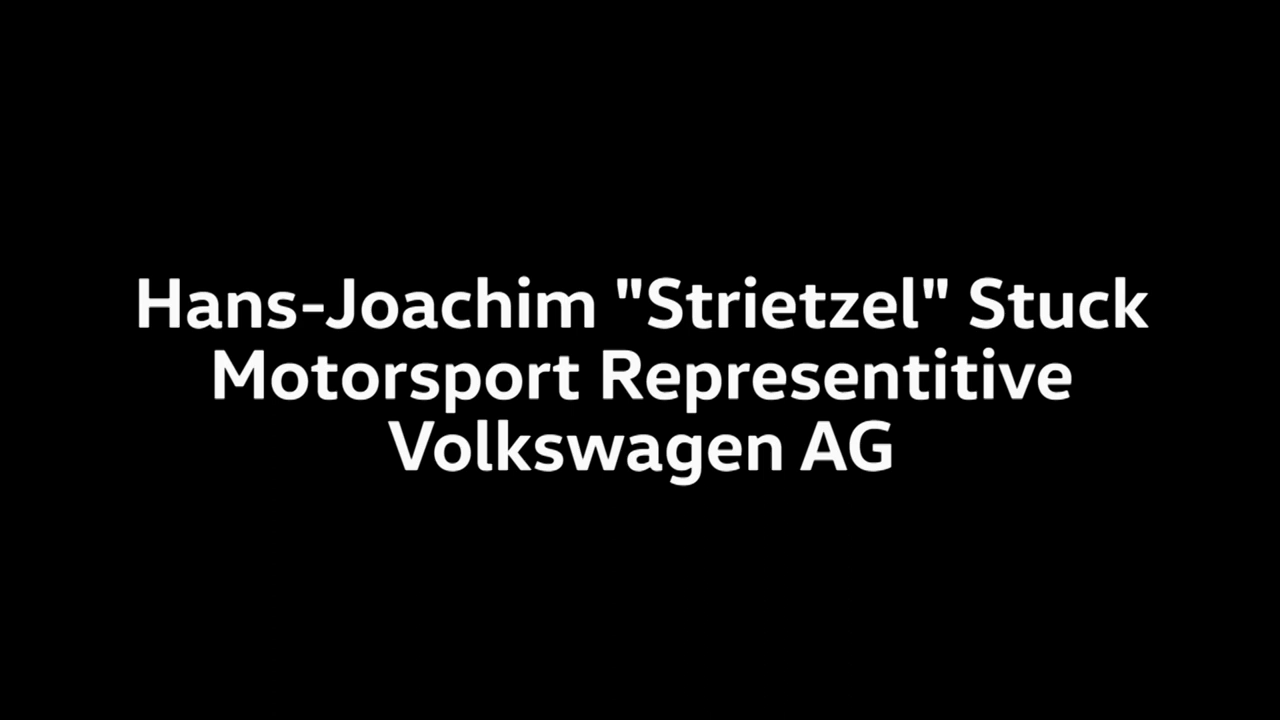 Hans-Joachim "Strietzel" Stuck
Motorsport Representitive
Volkswagen AG